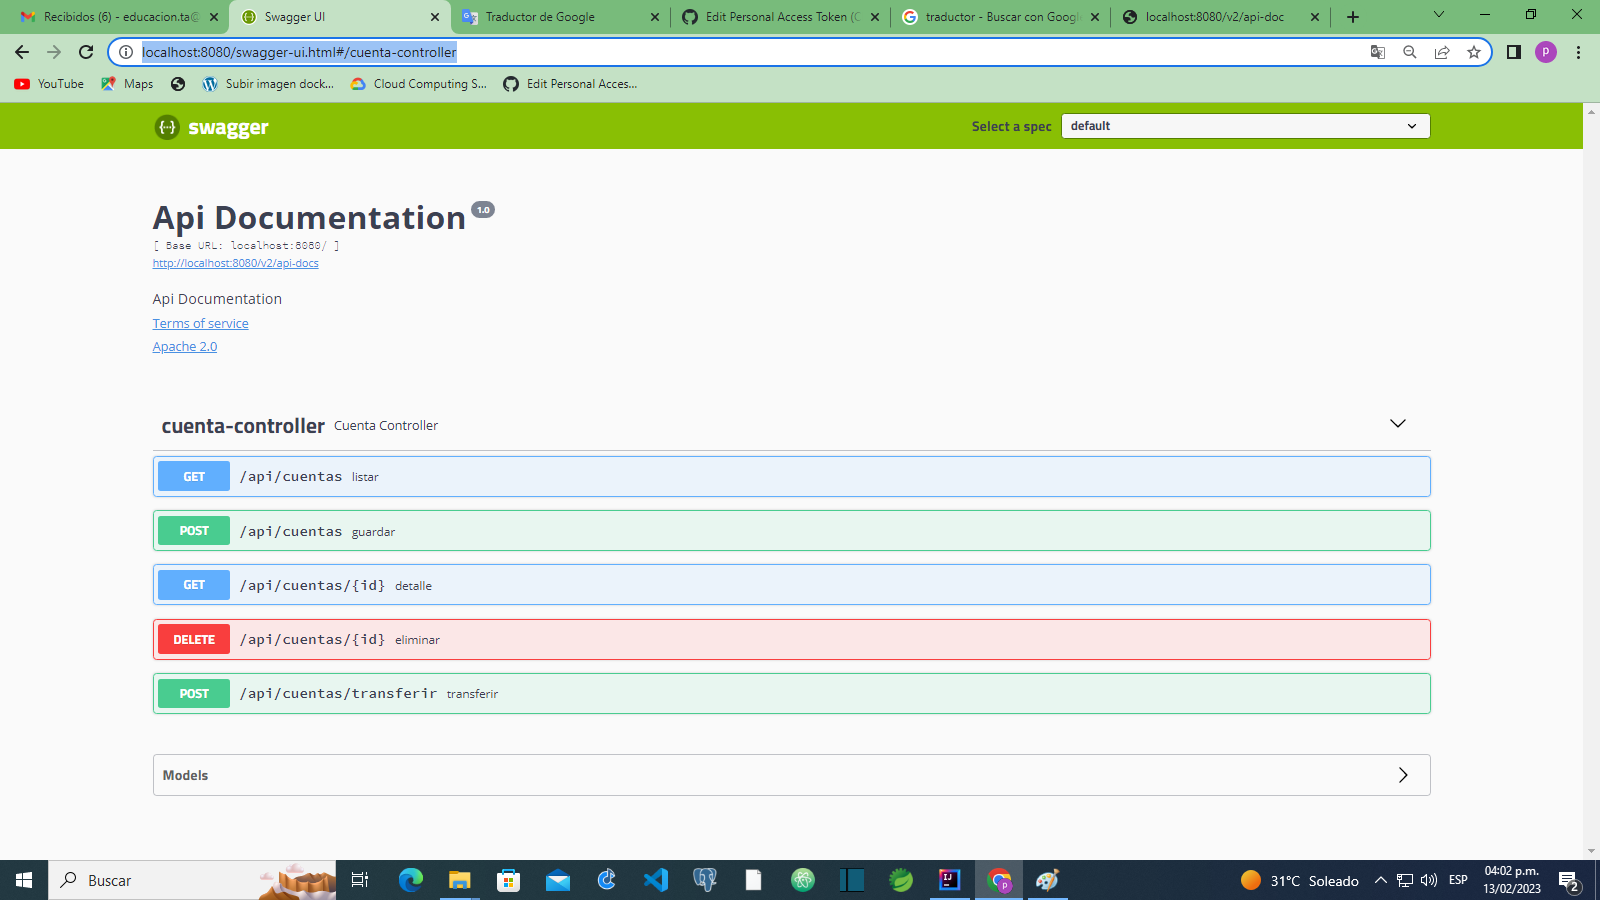 Recibidos (6) - educacion.ta@
Swagger UI
Traductor de Google
Edit Personal Access Token (C
traductor - Buscar con Googl
localhost:8080/v2/api-doc
localhost:8080/swagger-ui.html#/cuenta-controller
P
YouTube
Maps
Subir imagen dock...
Cloud Computing S...
Edit Personal Acces...
swagger
Select a spec
default
Api Documentation 1.0
[ Base URL: localhost:8080/ ]
http://localhost:8080/v2/api-docs
Api Documentation
Terms of service
Apache 2.0
cuenta-controller Cuenta Controller
GET /api/cuentas listar
POST /api/cuentas guardar
GET /api/cuentas/{id} detalle
DELETE /api/cuentas/{id} eliminar
POST /api/cuentas/transferir transferir
Models
Buscar
31°C Soleado
ESP
04:02 p.m.
13/02/2023
2